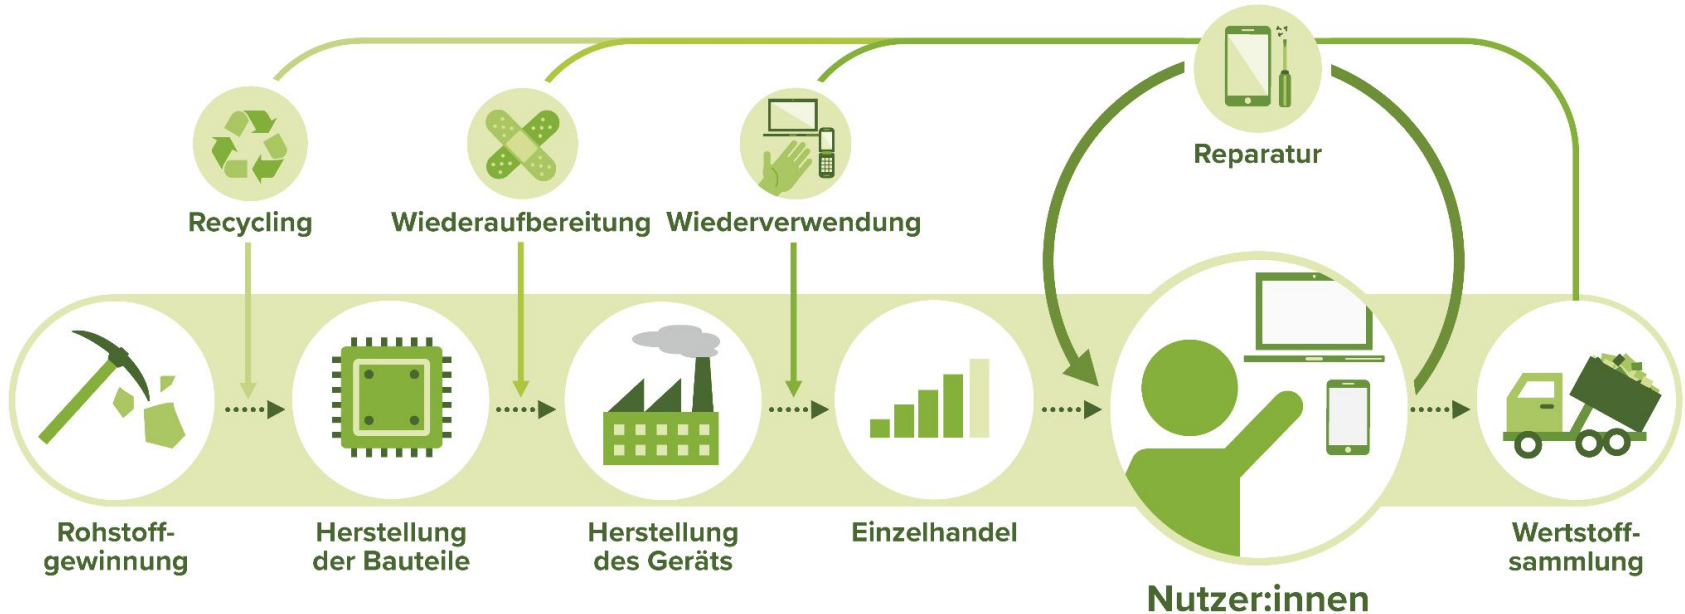 Reparatur
Recycling
Wiederaufbereitung
Wiederverwendung
Rohstoff-
gewinnung
Herstellung
der Bauteile
Herstellung
des Geräts
Einzelhandel
Nutzer:innen
Wertstoff-
sammlung